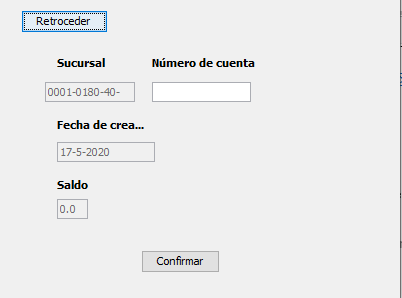 Retroceder
Sucursal Número de cuenta
0001-0180-40-
Fecha de crea...
17-5-2020
Saldo
0.0
Confirmar